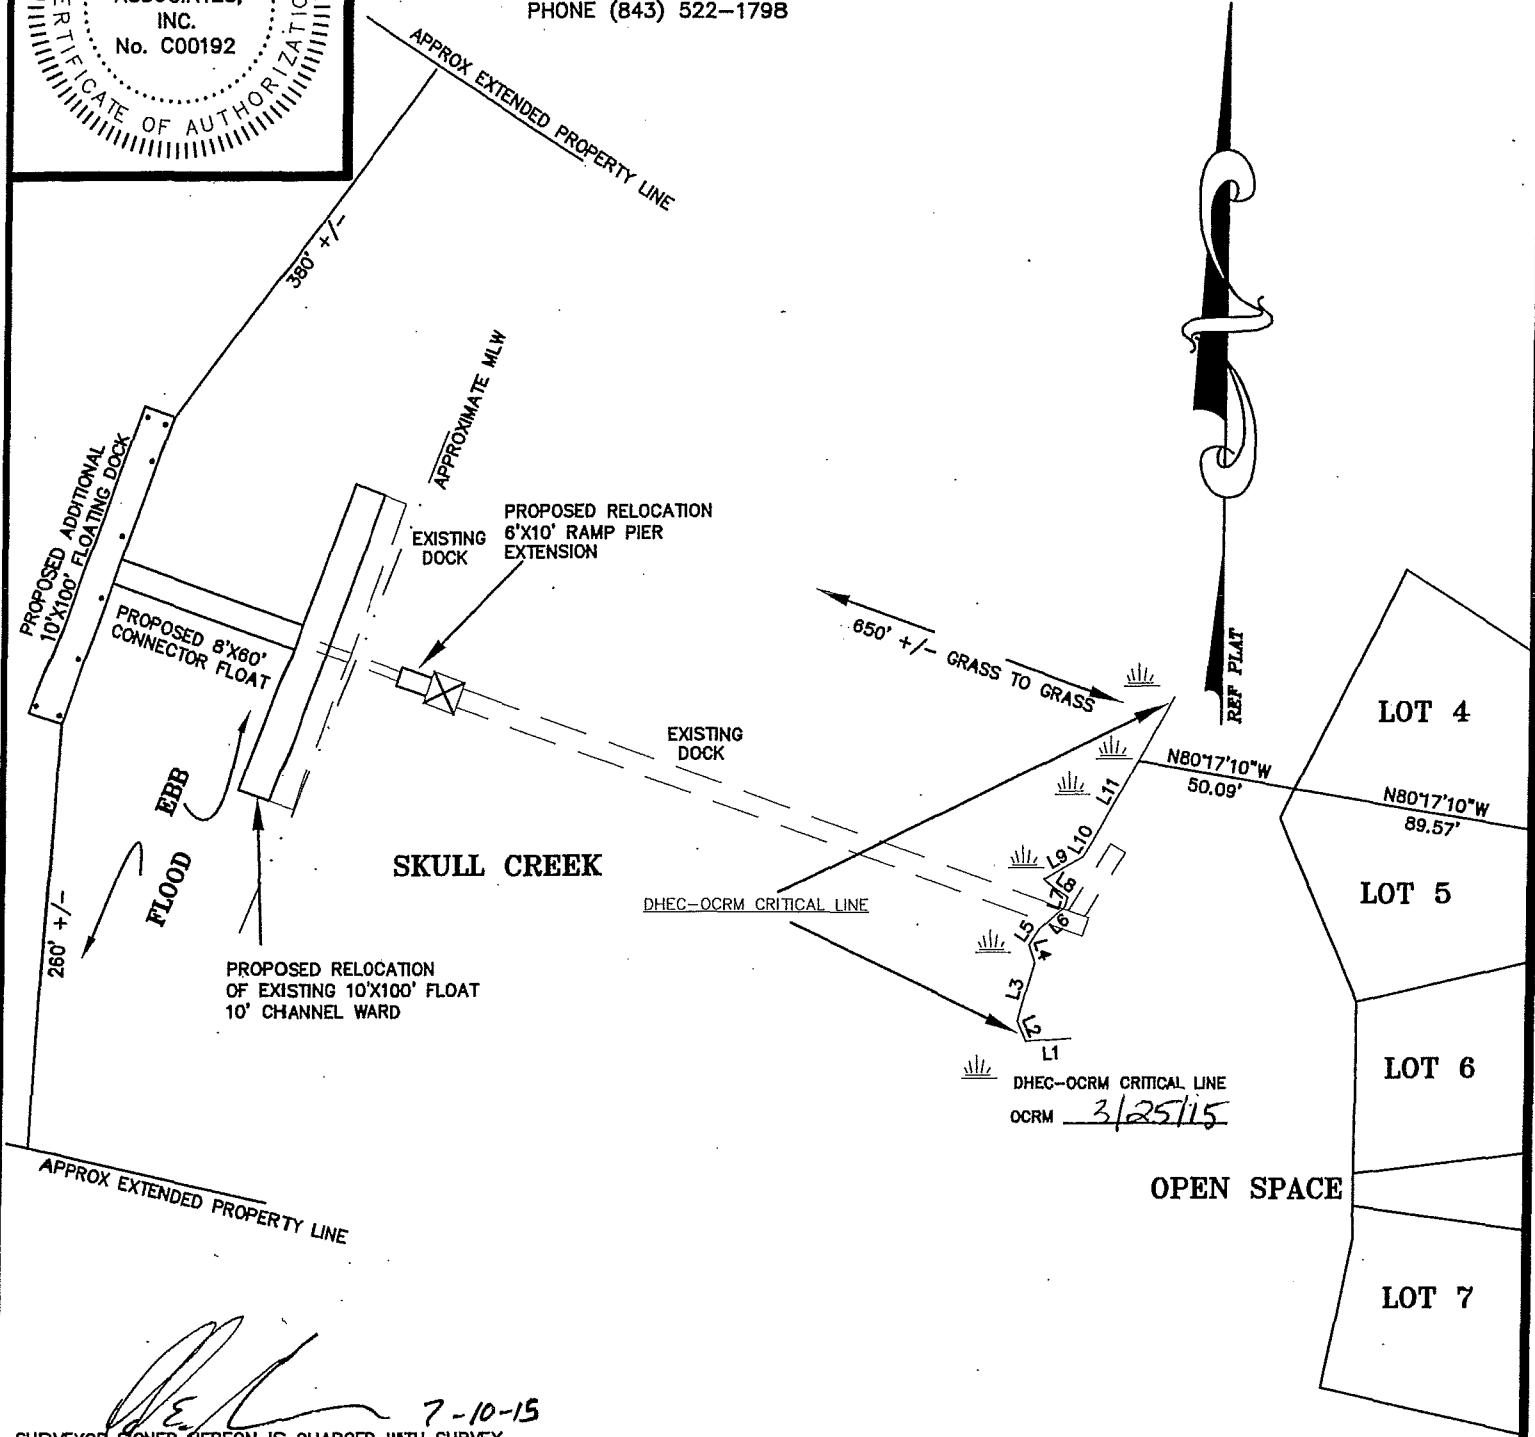 INC.
No. C00192
CERTIFICATE OF AUTHORIZATION
PHONE (843) 522-1798
APPROX EXTENDED PROPERTY LINE
380' +/-
APPROXIMATE MLW
PROPOSED ADDITIONAL
10'X100' FLOATING DOCK
EXISTING
DOCK
PROPOSED RELOCATION
6'X10' RAMP PIER
EXTENSION
PROPOSED 8'X60'
CONNECTOR FLOAT
650' +/- GRASS TO GRASS
REF PLAT
LOT 4
EXISTING
DOCK
N80°17'10"W
50.09'
N80°17'10"W
89.57'
EBB
FLOOD
SKULL CREEK
L11
L10
L9
L8
L7
L6
L5
L4
L3
L2
L1
LOT 5
DHEC-OCRM CRITICAL LINE
260' +/-
PROPOSED RELOCATION
OF EXISTING 10'X100' FLOAT
10' CHANNEL WARD
LOT 6
DHEC-OCRM CRITICAL LINE
OCRM 3/25/15
APPROX EXTENDED PROPERTY LINE
OPEN SPACE
LOT 7
7-10-15